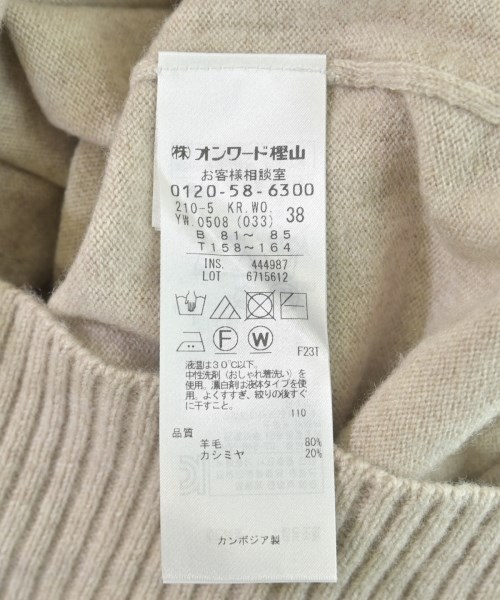 ㈱オンワード樫山
お客様相談室
0120-58-6300
210-5 KR.WO. 38
YW.0508 (033)
B 81～ 85
T158～164
INS. 444987
LOT 6715612
F W
F23T
液温は30℃以下。
中性洗剤（おしゃれ着洗い）を
使用。漂白剤は液体タイプを使
用。よくすすぎ、絞りの後すぐ
に干すこと。
110
品質
羊毛 80%
カシミヤ 20%
カンボジア製